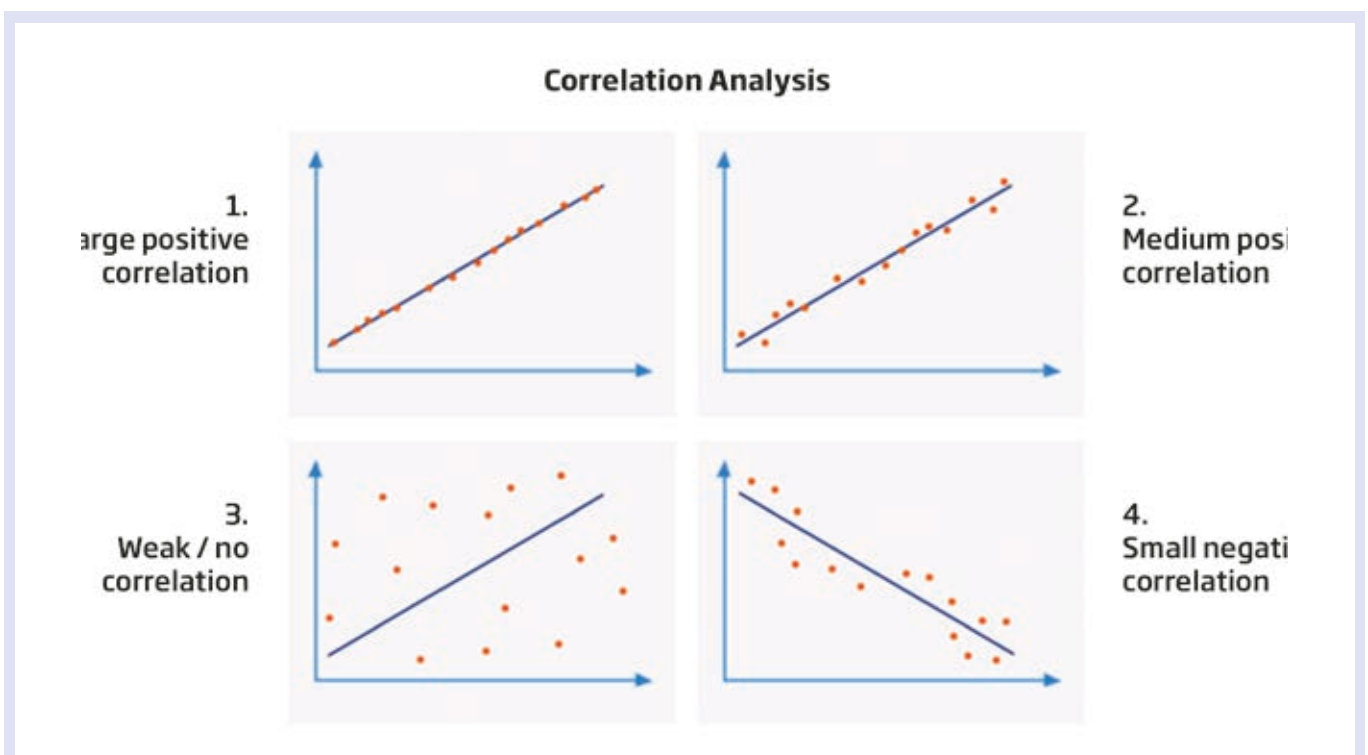 Correlation Analysis
1.
arge positive
correlation
2.
Medium posi
correlation
3.
Weak / no
correlation
4.
Small negati
correlation